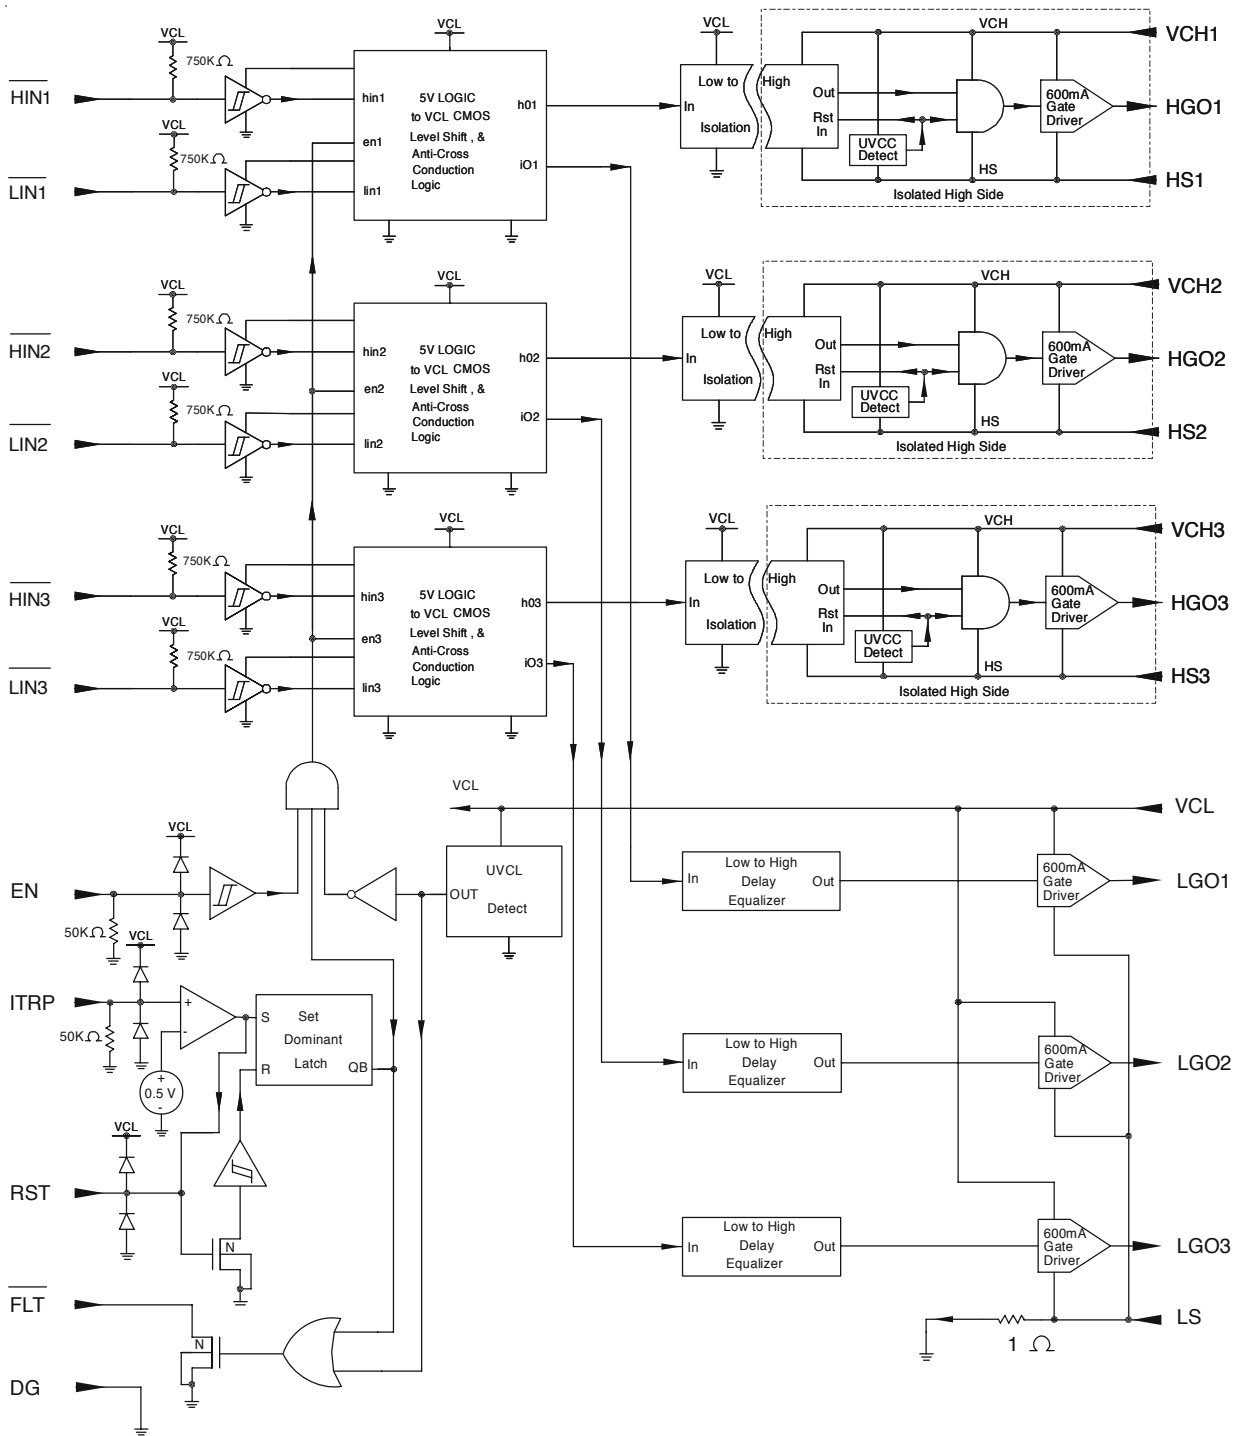 VCL
750KΩ
HIN1
VCL
750KΩ
LIN1
VCL
hin1
en1
lin1
5V LOGIC
to VCL CMOS
Level Shift , &
Anti-Cross
Conduction
Logic
h01
iO1
VCL
Low to
High
In
Isolation
Out
Rst
In
UVCC
Detect
VCH
HS
600mA
Gate
Driver
Isolated High Side
VCH1
HGO1
HS1
VCL
750KΩ
HIN2
VCL
750KΩ
LIN2
VCL
hin2
en2
lin2
5V LOGIC
to VCL CMOS
Level Shift , &
Anti-Cross
Conduction
Logic
h02
iO2
VCL
Low to
High
In
Isolation
Out
Rst
In
UVCC
Detect
VCH
HS
600mA
Gate
Driver
Isolated High Side
VCH2
HGO2
HS2
VCL
750KΩ
HIN3
VCL
750KΩ
LIN3
VCL
hin3
en3
lin3
5V LOGIC
to VCL CMOS
Level Shift , &
Anti-Cross
Conduction
Logic
h03
iO3
VCL
Low to
High
In
Isolation
Out
Rst
In
UVCC
Detect
VCH
HS
600mA
Gate
Driver
Isolated High Side
VCH3
HGO3
HS3
VCL
VCL
VCL
EN
50KΩ
UVCL
OUT
Detect
In
Low to High
Delay
Equalizer
Out
600mA
Gate
Driver
LGO1
VCL
ITRP
50KΩ
+
-
+
0.5 V
-
S
Set
Dominant
Latch
R
QB
In
Low to High
Delay
Equalizer
Out
600mA
Gate
Driver
LGO2
VCL
RST
N
In
Low to High
Delay
Equalizer
Out
600mA
Gate
Driver
LGO3
FLT
N
LS
1 Ω
DG